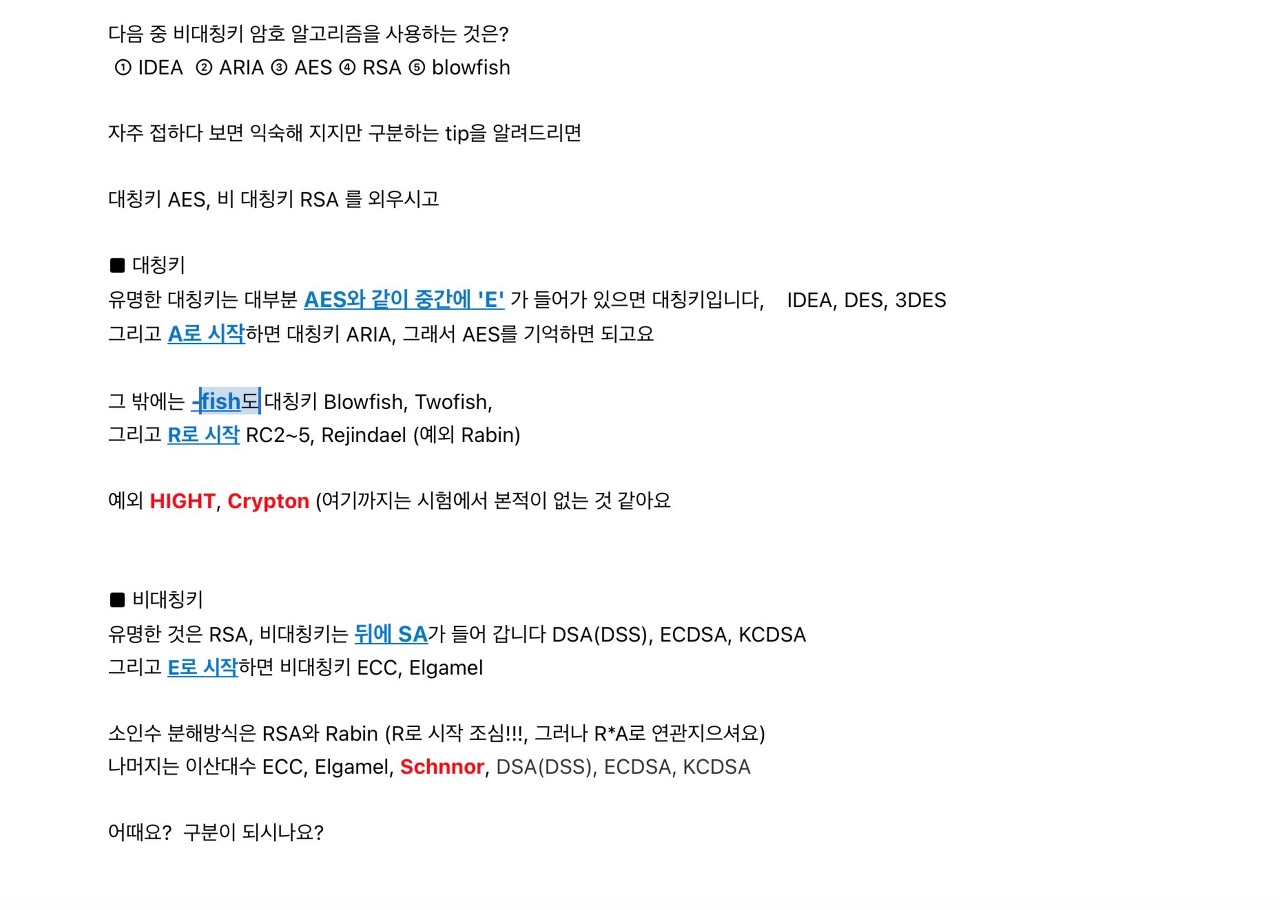 다음 중 비대칭키 암호 알고리즘을 사용하는 것은?
① IDEA ② ARIA ③ AES ④ RSA ⑤ blowfish
자주 접하다 보면 익숙해 지지만 구분하는 tip을 알려드리면
대칭키 AES, 비 대칭키 RSA 를 외우시고
■ 대칭키
유명한 대칭키는 대부분 AES와 같이 중간에 'E' 가 들어가 있으면 대칭키입니다, IDEA, DES, 3DES
그리고 A로 시작하면 대칭키 ARIA, 그래서 AES를 기억하면 되고요
그 밖에는 -fish도 대칭키 Blowfish, Twofish,
그리고 R로 시작 RC2~5, Rejindael (예외 Rabin)
예외 HIGHT, Crypton (여기까지는 시험에서 본적이 없는 것 같아요
■ 비대칭키
유명한 것은 RSA, 비대칭키는 뒤에 SA가 들어 갑니다 DSA(DSS), ECDSA, KCDSA
그리고 E로 시작하면 비대칭키 ECC, Elgamel
소인수 분해방식은 RSA와 Rabin (R로 시작 조심!!!, 그러나 R*A로 연관지으셔요)
나머지는 이산대수 ECC, Elgamel, Schnnor, DSA(DSS), ECDSA, KCDSA
어때요? 구분이 되시나요?